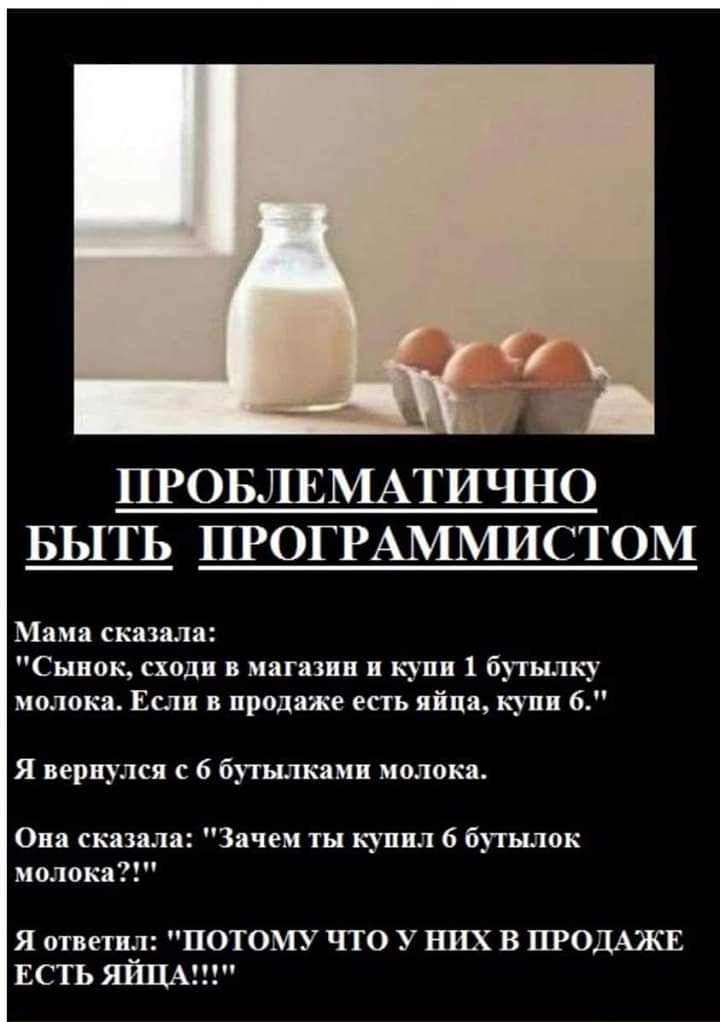 ПРОБЛЕМАТИЧНО
БЫТЬ ПРОГРАММИСТОМ
Мама сказала:
"Сынок, сходи в магазин и купи 1 бутылку
молока. Если в продаже есть яйца, купи 6."
Я вернулся с 6 бутылками молока.
Она сказала: "Зачем ты купил 6 бутылок
молока?!"
Я ответил: "ПОТОМУ ЧТО У НИХ В ПРОДАЖЕ
ЕСТЬ ЯЙЦА!!!"